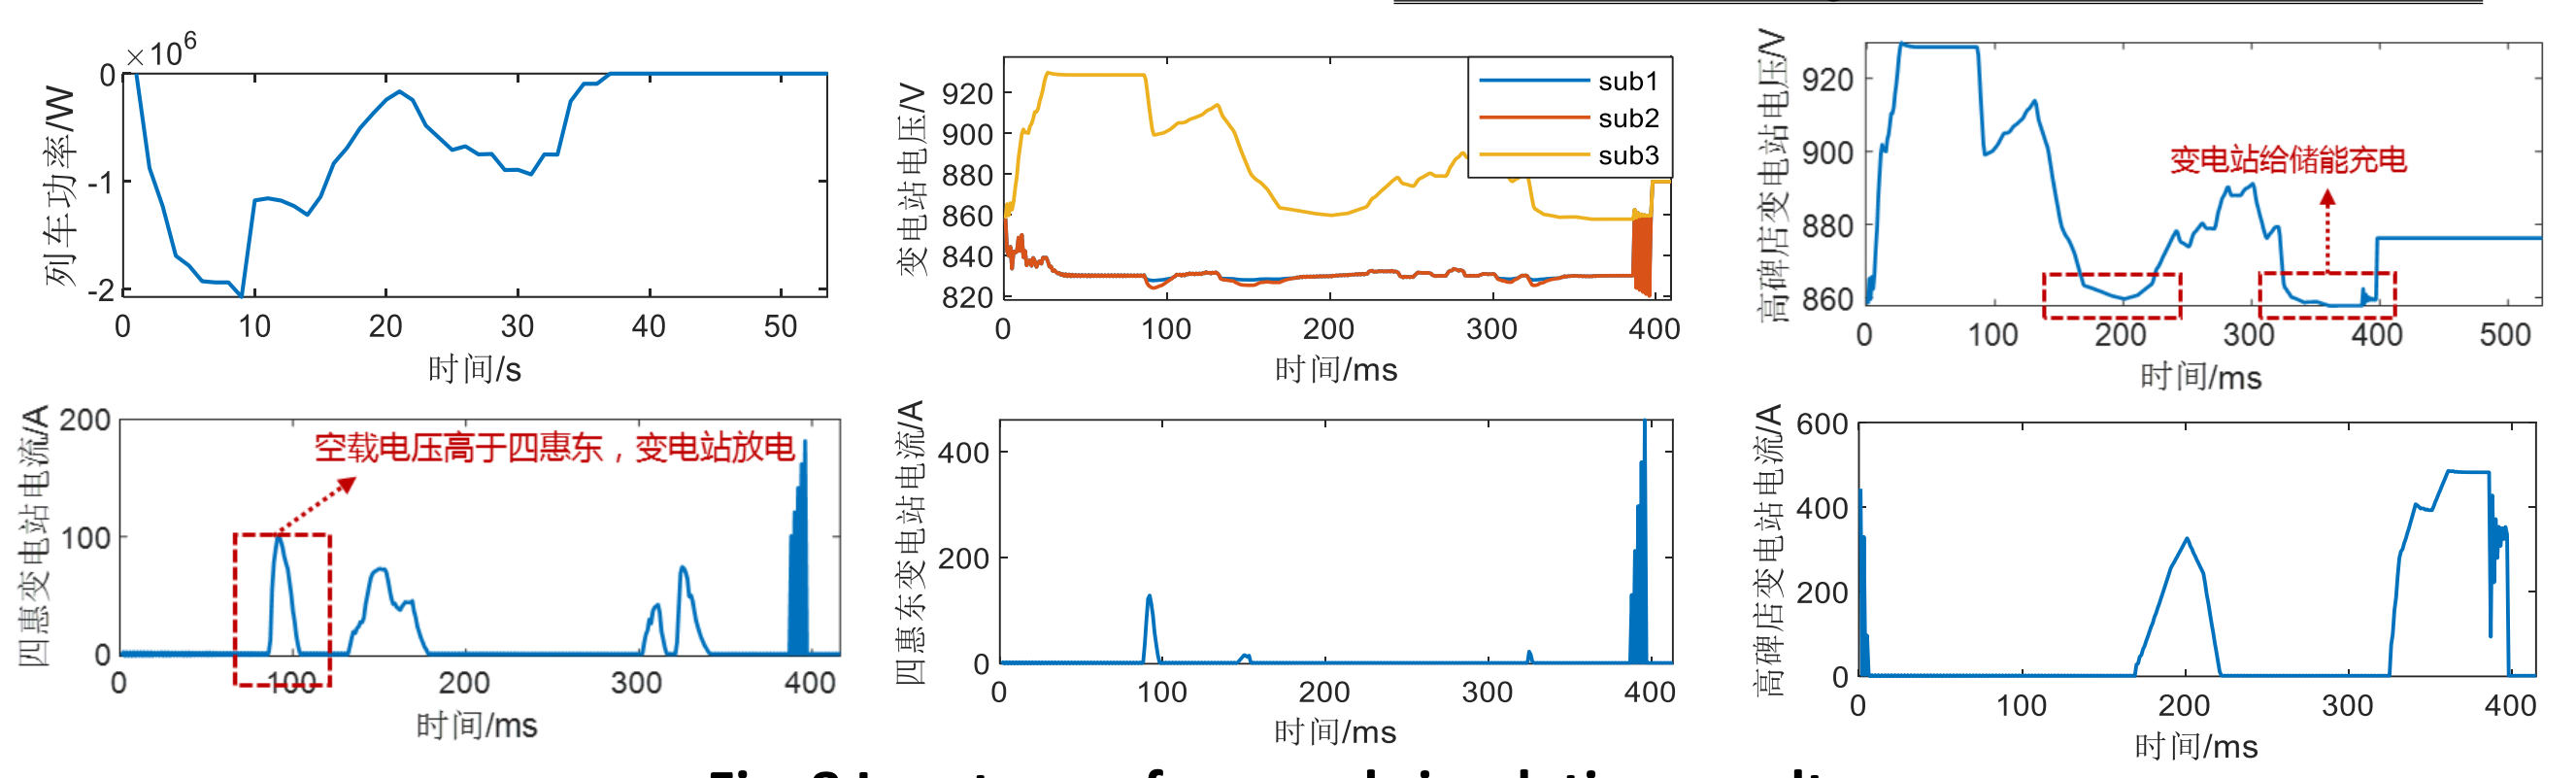 ×10⁶
0
-1
-2
列车功率/W
0 10 20 30 40 50
时间/s
920
900
880
860
840
820
变电站电压/V
sub1
sub2
sub3
0 100 200 300 400
时间/ms
920
900
880
860
高碑店变电站电压/V
变电站给储能充电
0 100 200 300 400 500
时间/ms
200
100
0
四惠变电站电流/A
空载电压高于四惠东，变电站放电
0 100 200 300 400
时间/ms
400
200
0
四惠东变电站电流/A
0 100 200 300 400
时间/ms
600
400
200
0
高碑店变电站电流/A
0 100 200 300 400
时间/ms